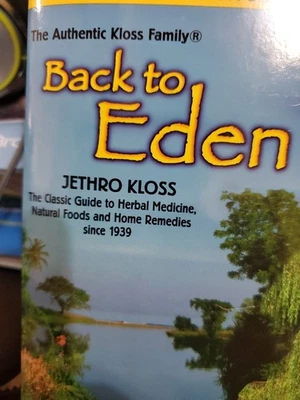 The Authentic Kloss Family®
Back to
Eden
JETHRO KLOSS
The Classic Guide to Herbal Medicine,
Natural Foods and Home Remedies
since 1939